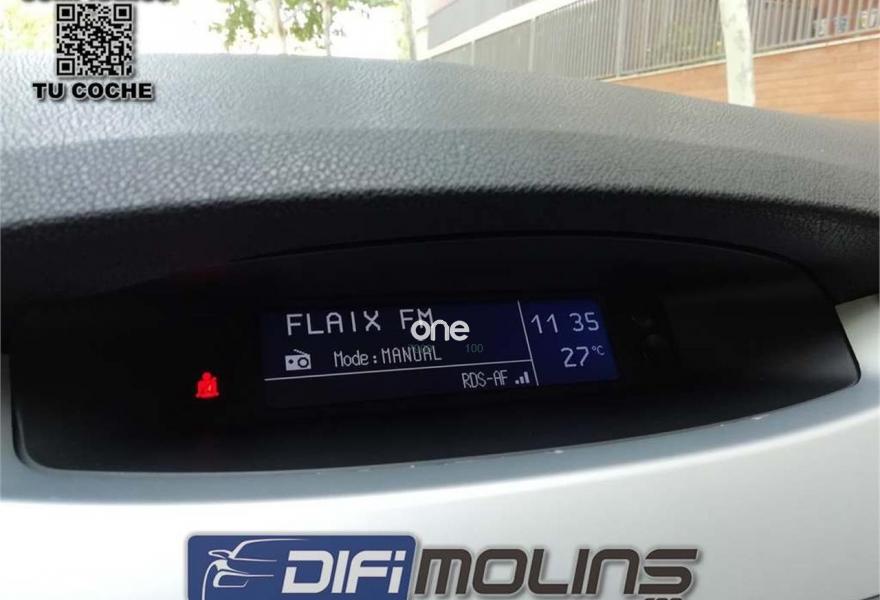 TU COCHE
FLAIX FM
one
11 35
Mode:MANUAL
100
27°C
RDS-AF
DIFIMOLINS